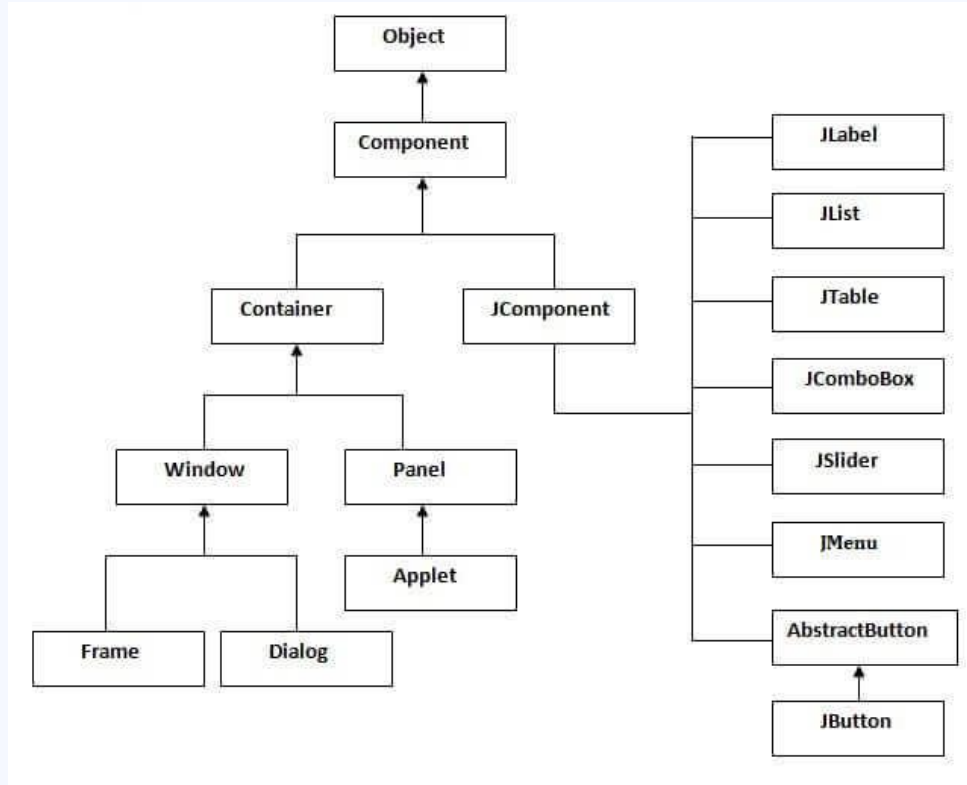 Object
Component
Container
JComponent
Window
Panel
Applet
Frame
Dialog
JLabel
JList
JTable
JComboBox
JSlider
JMenu
AbstractButton
JButton